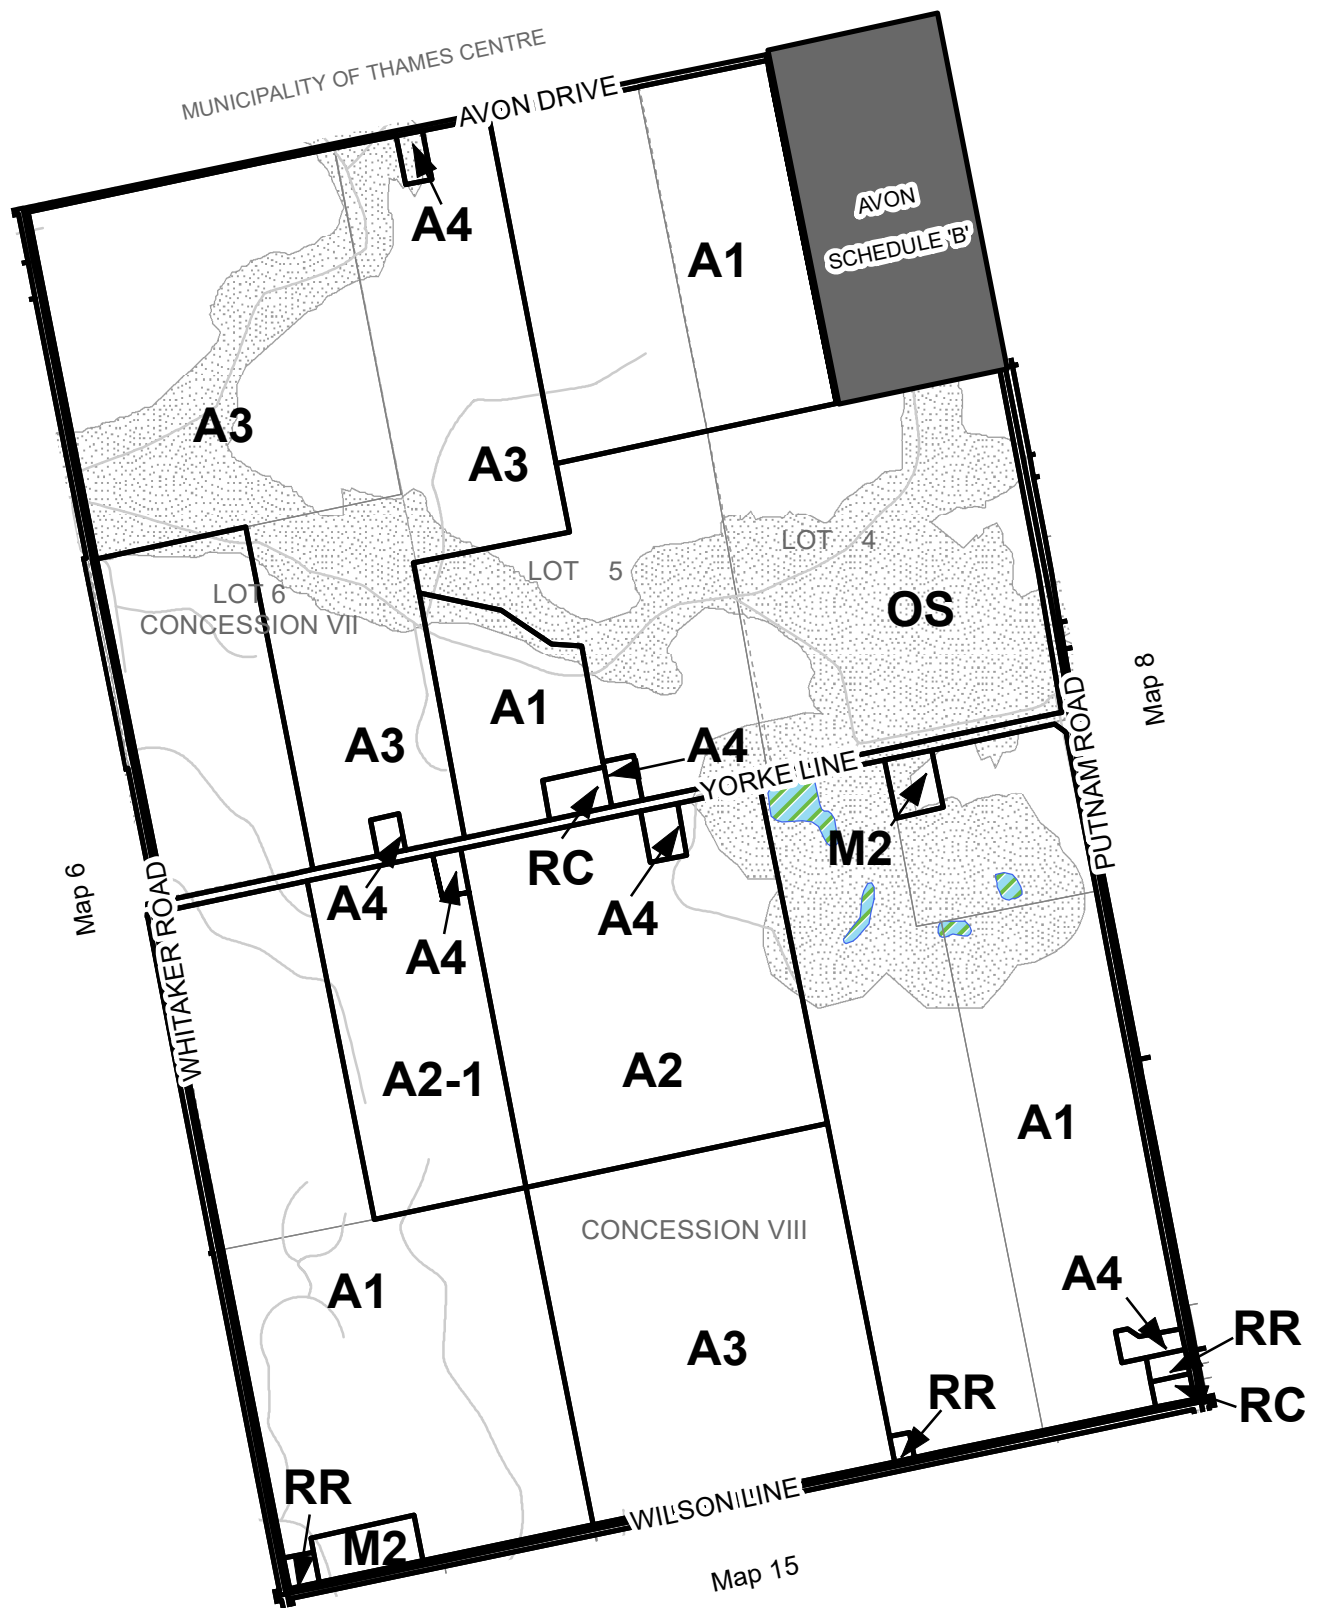 MUNICIPALITY OF THAMES CENTRE
AVON DRIVE
A4
A1
AVON
SCHEDULE 'B'
A3
A3
LOT 4
LOT 5
LOT 6
CONCESSION VII
OS
Map 8
A1
A3
A4
YORKE LINE
PUTNAM ROAD
M2
RC
Map 6
WHITAKER ROAD
A4
A4
A4
A2-1
A2
A1
CONCESSION VIII
A1
A4
A3
RR
RR
RC
RR
M2
WILSON LINE
Map 15